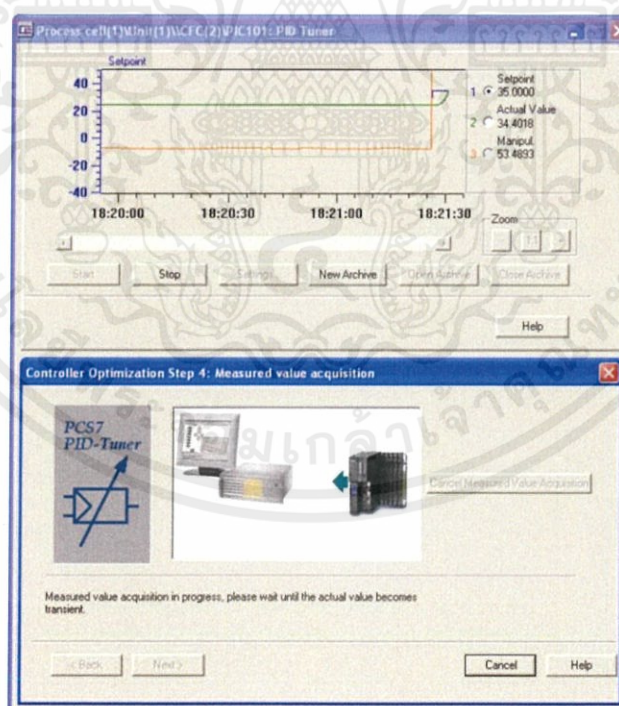 Process cell(1)\Unit(1)\\CFC(2)\PIC101: PID Tuner
Setpoint
40
20
0
-20
-40
18:20:00 18:20:30 18:21:00 18:21:30
Setpoint
1 35.0000
Actual Value
2 34.4018
Manipul.
3 53.4893
Zoom
1:1
Start Stop Settings... New Archive Open Archive Close Archive
Help
Controller Optimization Step 4: Measured value acquisition
PCS7
PID-Tuner
Cancel Measured Value Acquisition
Measured value acquisition in progress, please wait until the actual value becomes
transient.
< Back Next > Cancel Help